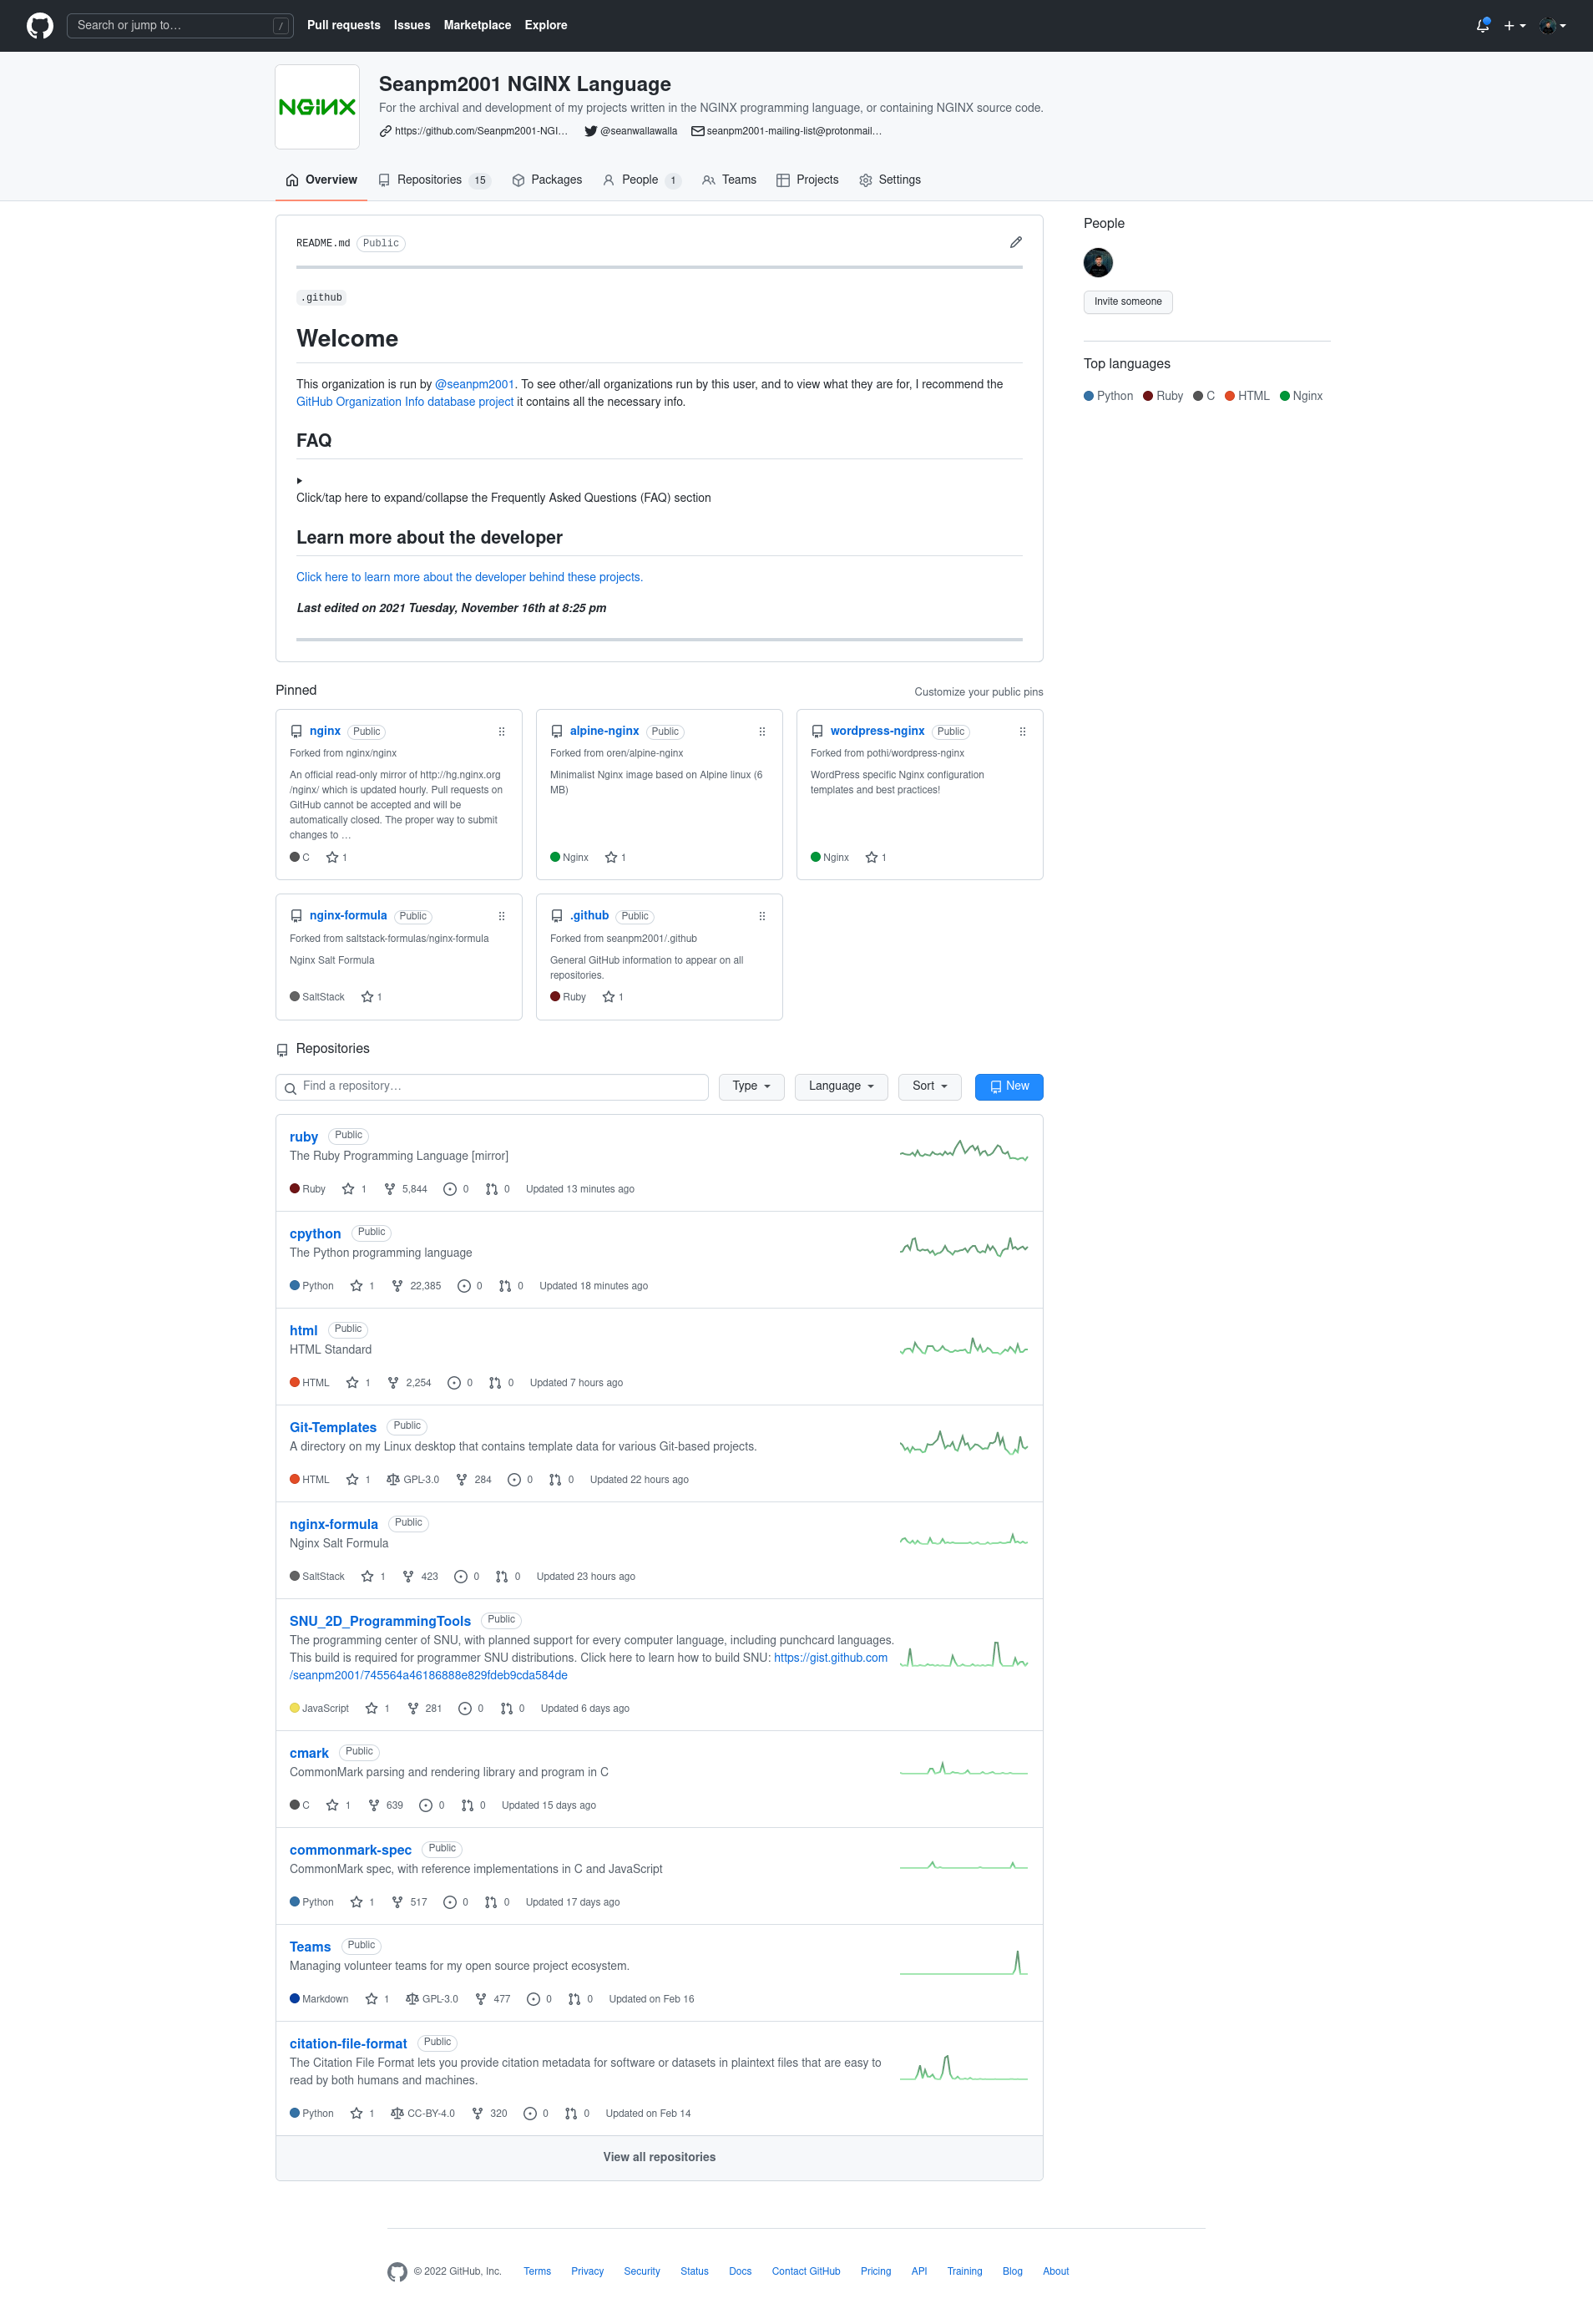 Search or jump to…
/
Pull requests
Issues
Marketplace
Explore
NGINX
Seanpm2001 NGINX Language
For the archival and development of my projects written in the NGINX programming language, or containing NGINX source code.
https://github.com/Seanpm2001-NGI… @seanwallawalla seanpm2001-mailing-list@protonmail…
Overview Repositories 15 Packages People 1 Teams Projects Settings
README.md Public
.github
Welcome
This organization is run by @seanpm2001. To see other/all organizations run by this user, and to view what they are for, I recommend the
GitHub Organization Info database project it contains all the necessary info.
FAQ
Click/tap here to expand/collapse the Frequently Asked Questions (FAQ) section
Learn more about the developer
Click here to learn more about the developer behind these projects.
Last edited on 2021 Tuesday, November 16th at 8:25 pm
People
Invite someone
Top languages
Python Ruby C HTML Nginx
Pinned
Customize your public pins
nginx Public
Forked from nginx/nginx
An official read-only mirror of http://hg.nginx.org
/nginx/ which is updated hourly. Pull requests on
GitHub cannot be accepted and will be
automatically closed. The proper way to submit
changes to …
C 1
alpine-nginx Public
Forked from oren/alpine-nginx
Minimalist Nginx image based on Alpine linux (6
MB)
Nginx 1
wordpress-nginx Public
Forked from pothi/wordpress-nginx
WordPress specific Nginx configuration
templates and best practices!
Nginx 1
nginx-formula Public
Forked from saltstack-formulas/nginx-formula
Nginx Salt Formula
SaltStack 1
.github Public
Forked from seanpm2001/.github
General GitHub information to appear on all
repositories.
Ruby 1
Repositories
Find a repository…
Type
Language
Sort
New
ruby Public
The Ruby Programming Language [mirror]
Ruby 1 5,844 0 0 Updated 13 minutes ago
cpython Public
The Python programming language
Python 1 22,385 0 0 Updated 18 minutes ago
html Public
HTML Standard
HTML 1 2,254 0 0 Updated 7 hours ago
Git-Templates Public
A directory on my Linux desktop that contains template data for various Git-based projects.
HTML 1 GPL-3.0 284 0 0 Updated 22 hours ago
nginx-formula Public
Nginx Salt Formula
SaltStack 1 423 0 0 Updated 23 hours ago
SNU_2D_ProgrammingTools Public
The programming center of SNU, with planned support for every computer language, including punchcard languages.
This build is required for programmer SNU distributions. Click here to learn how to build SNU: https://gist.github.com
/seanpm2001/745564a46186888e829fdeb9cda584de
JavaScript 1 281 0 0 Updated 6 days ago
cmark Public
CommonMark parsing and rendering library and program in C
C 1 639 0 0 Updated 15 days ago
commonmark-spec Public
CommonMark spec, with reference implementations in C and JavaScript
Python 1 517 0 0 Updated 17 days ago
Teams Public
Managing volunteer teams for my open source project ecosystem.
Markdown 1 GPL-3.0 477 0 0 Updated on Feb 16
citation-file-format Public
The Citation File Format lets you provide citation metadata for software or datasets in plaintext files that are easy to
read by both humans and machines.
Python 1 CC-BY-4.0 320 0 0 Updated on Feb 14
View all repositories
© 2022 GitHub, Inc. Terms Privacy Security Status Docs Contact GitHub Pricing API Training Blog About